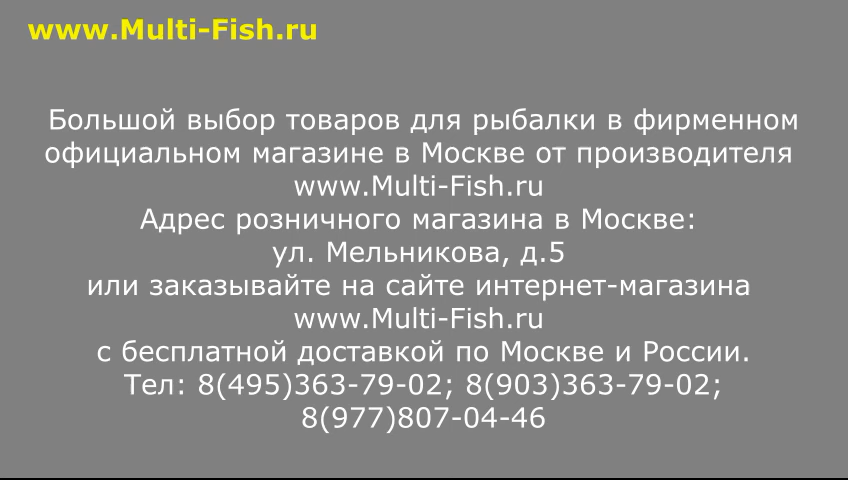 www.Multi-Fish.ru
Большой выбор товаров для рыбалки в фирменном
официальном магазине в Москве от производителя
www.Multi-Fish.ru
Адрес розничного магазина в Москве:
ул. Мельникова, д.5
или заказывайте на сайте интернет-магазина
www.Multi-Fish.ru
с бесплатной доставкой по Москве и России.
Тел: 8(495)363-79-02; 8(903)363-79-02;
8(977)807-04-46